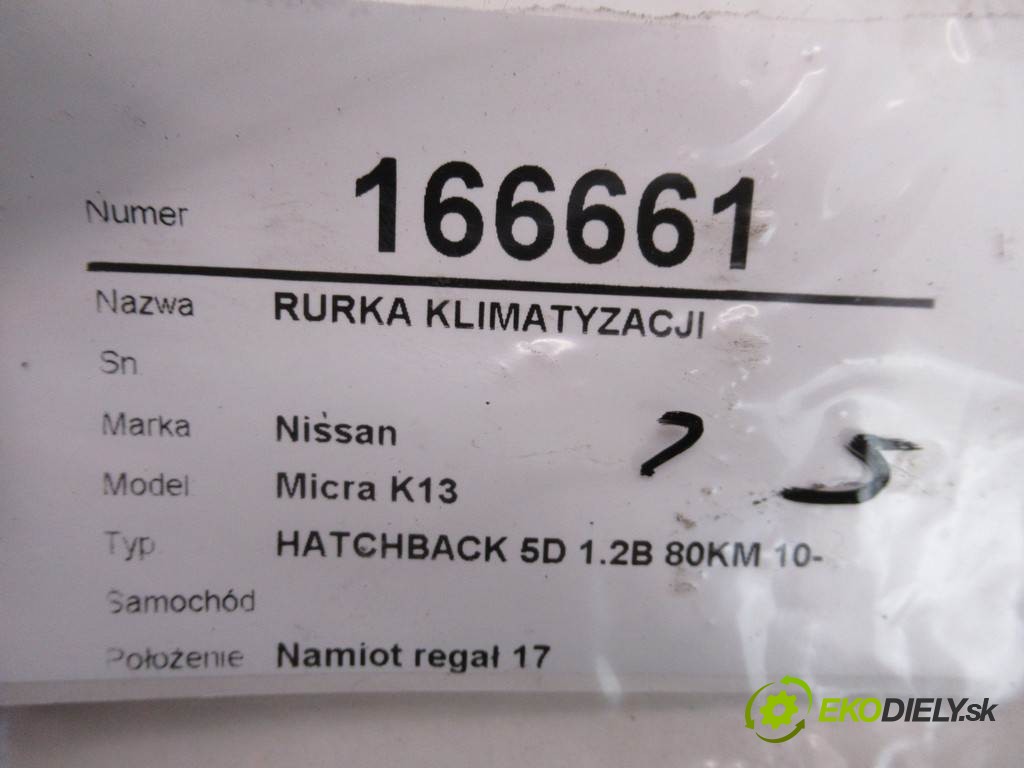 Numer 166661
Nazwa RURKA KLIMATYZACJI
Sn
Marka Nissan
Model Micra K13
Typ HATCHBACK 5D 1.2B 80KM 10-
Samochód
Położenie Namiot regał 17
EKODIELY.sk